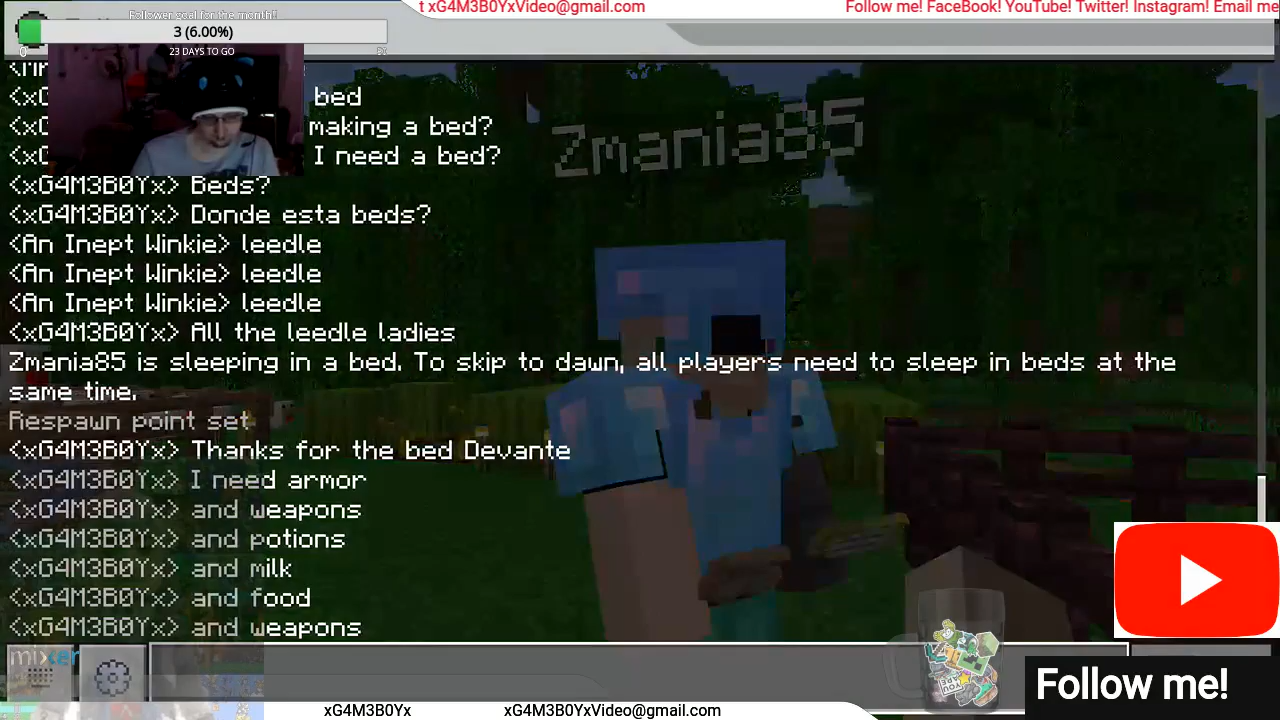 t xG4M3B0YxVideo@gmail.com
Follow me! FaceBook! YouTube! Twitter! Instagram! Email me
Follower goal for the month!!
3 (6.00%)
0
23 DAYS TO GO
Zmania85
bed
making a bed?
I need a bed?
<xG4M3B0Yx> Beds?
<xG4M3B0Yx> Donde esta beds?
<An Inept Winkie> leedle
<An Inept Winkie> leedle
<An Inept Winkie> leedle
<xG4M3B0Yx> All the leedle ladies
Zmania85 is sleeping in a bed. To skip to dawn, all players need to sleep in beds at the
same time.
Respawn point set
<xG4M3B0Yx> Thanks for the bed Devante
<xG4M3B0Yx> I need armor
<xG4M3B0Yx> and weapons
<xG4M3B0Yx> and potions
<xG4M3B0Yx> and milk
<xG4M3B0Yx> and food
<xG4M3B0Yx> and weapons
mixer
Follow me!
xG4M3B0Yx xG4M3B0YxVideo@gmail.com